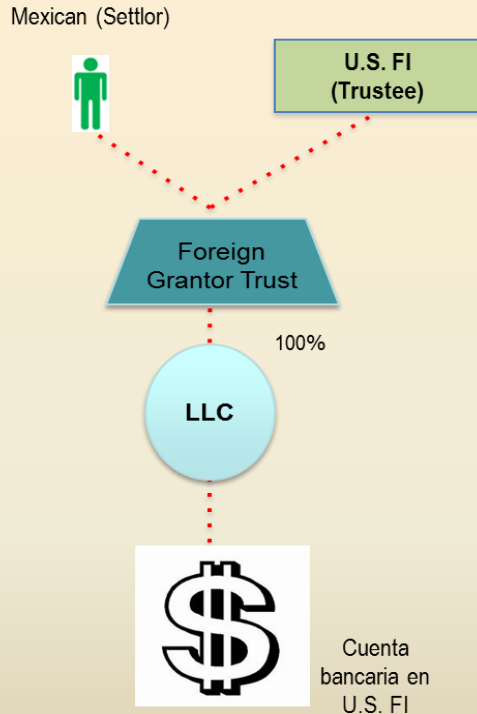 Mexican (Settlor)
U.S. FI
(Trustee)
Foreign
Grantor Trust
100%
LLC
Cuenta
bancaria en
U.S. FI